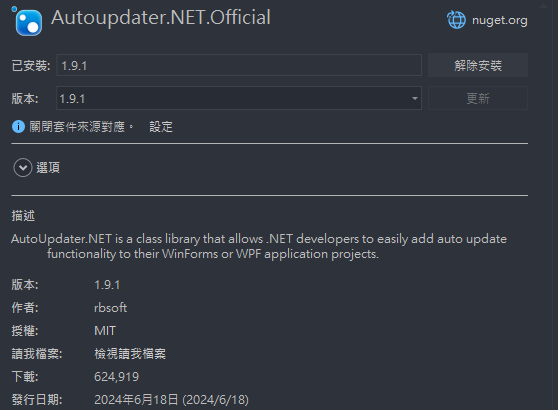 Autoupdater.NET.Official
nuget.org
已安裝: 1.9.1 解除安裝
版本: 1.9.1 更新
關閉套件來源對應。 設定
選項
描述
AutoUpdater.NET is a class library that allows .NET developers to easily add auto update
functionality to their WinForms or WPF application projects.
版本: 1.9.1
作者: rbsoft
授權: MIT
讀我檔案: 檢視讀我檔案
下載: 624,919
發行日期: 2024年6月18日 (2024/6/18)